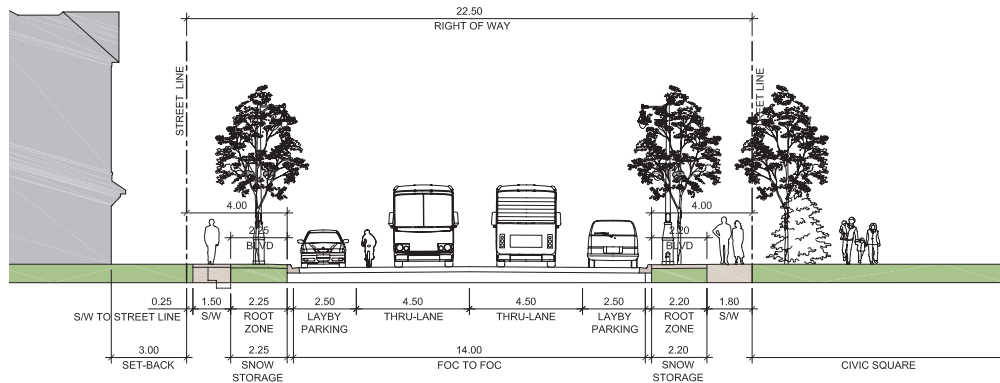 22.50
RIGHT OF WAY
STREET LINE
EET LINE
4.00
4.00
2.25
BLVD
2.20
BLVD
0.25 1.50 2.25 2.50 4.50 4.50 2.50 2.20 1.80
S/W TO STREET LINE S/W ROOT ZONE LAYBY PARKING THRU-LANE THRU-LANE LAYBY PARKING ROOT ZONE S/W
3.00 2.25 14.00 2.20
SET-BACK SNOW STORAGE FOC TO FOC SNOW STORAGE CIVIC SQUARE